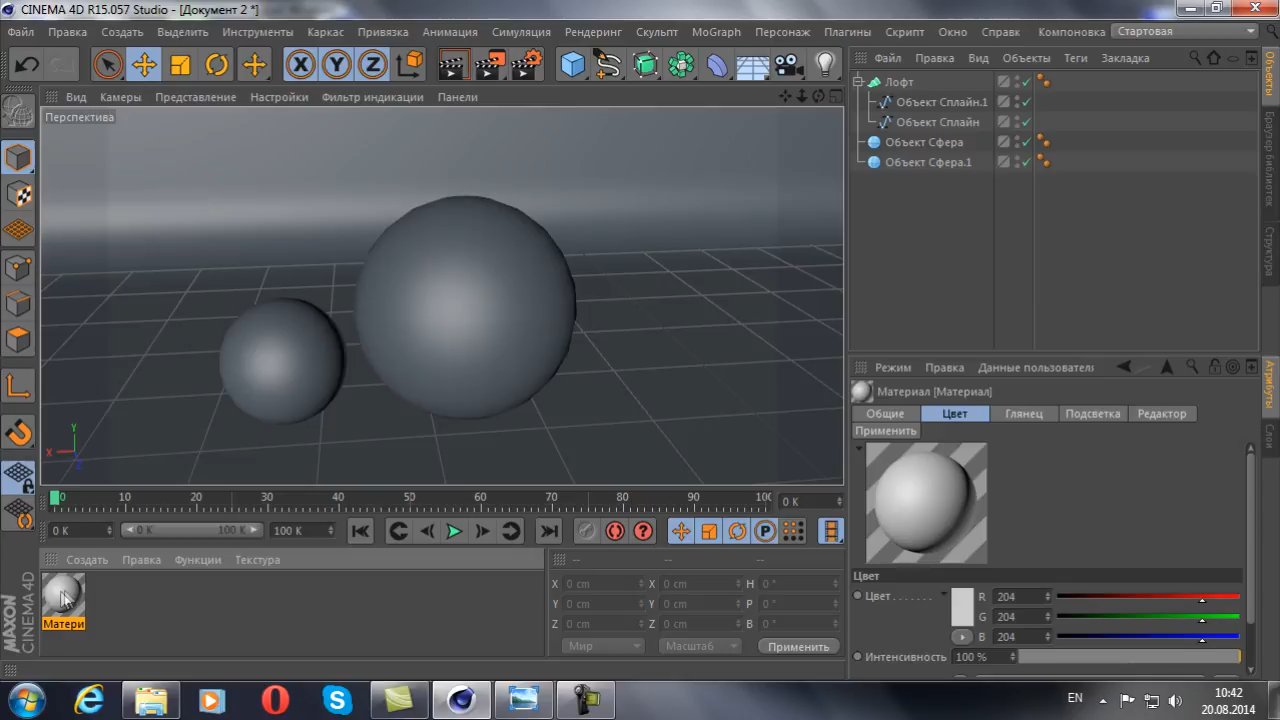 CINEMA 4D R15.057 Studio - [Документ 2 *]
Файл Правка Создать Выделить Инструменты Каркас Привязка Анимация Симуляция Рендеринг Скульпт MoGraph Персонаж Плагины Скрипт Окно Справк Компоновка Стартовая
X Y Z
Файл Правка Вид Объекты Теги Закладка
Вид Камеры Представление Настройки Фильтр индикации Панели
Перспектива
Лофт
Объект Сплайн.1
Объект Сплайн
Объект Сфера
Объект Сфера.1
Объекты
Браузер библиотек
Структура
Y
X
Z
Режим Правка Данные пользователя
Материал [Материал]
Общие Цвет Глянец Подсветка Редактор
Применить
Атрибуты
Слои
0 10 20 30 40 50 60 70 80 90 100 0 K
0 K 0 K 100 K 100 K P
Создать Правка Функции Текстура
-- -- --
X 0 cm X 0 cm H 0 °
Y 0 cm Y 0 cm P 0 °
Z 0 cm Z 0 cm B 0 °
Мир Масштаб Применить
Матери
MAXON
CINEMA 4D
Цвет
Цвет R 204
G 204
B 204
Интенсивность 100 %
EN
10:42
20.08.2014